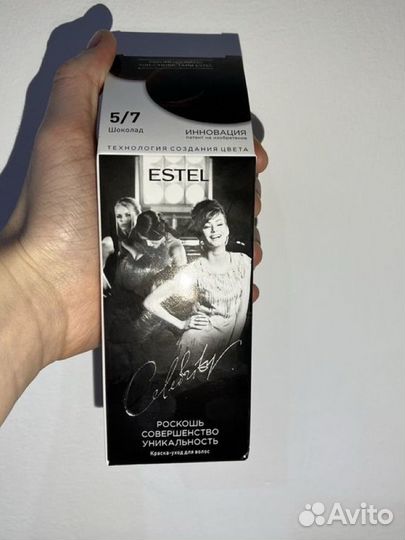 5/7
Шоколад
ИННОВАЦИЯ
патент на изобретение
ТЕХНОЛОГИЯ СОЗДАНИЯ ЦВЕТА
ESTEL
Celebrity
РОСКОШЬ
СОВЕРШЕНСТВО
УНИКАЛЬНОСТЬ
Краска-уход для волос
Avito